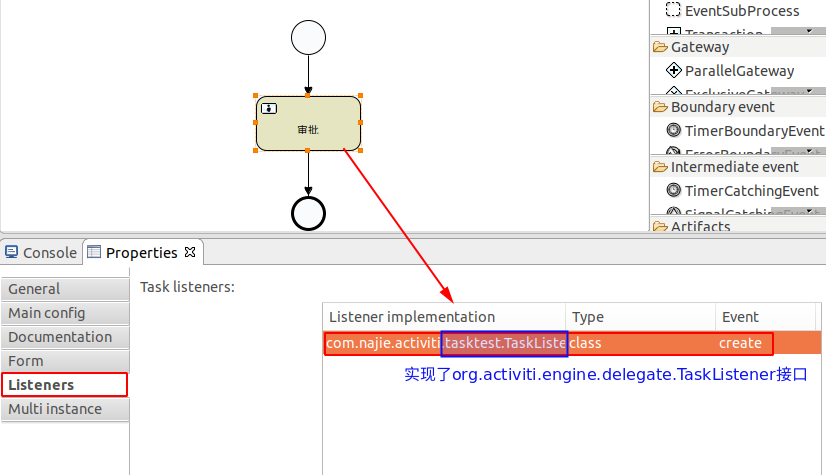 EventSubProcess
Transaction
Gateway
ParallelGateway
ExclusiveGateway
Boundary event
TimerBoundaryEvent
ErrorBoundaryEvent
Intermediate event
TimerCatchingEvent
SignalCatchingEvent
Artifacts
审批
Console
Properties
General
Main config
Documentation
Form
Listeners
Multi instance
Task listeners:
Listener implementation Type Event
com.najie.activiti.tasktest.TaskListe class create
实现了org.activiti.engine.delegate.TaskListener接口